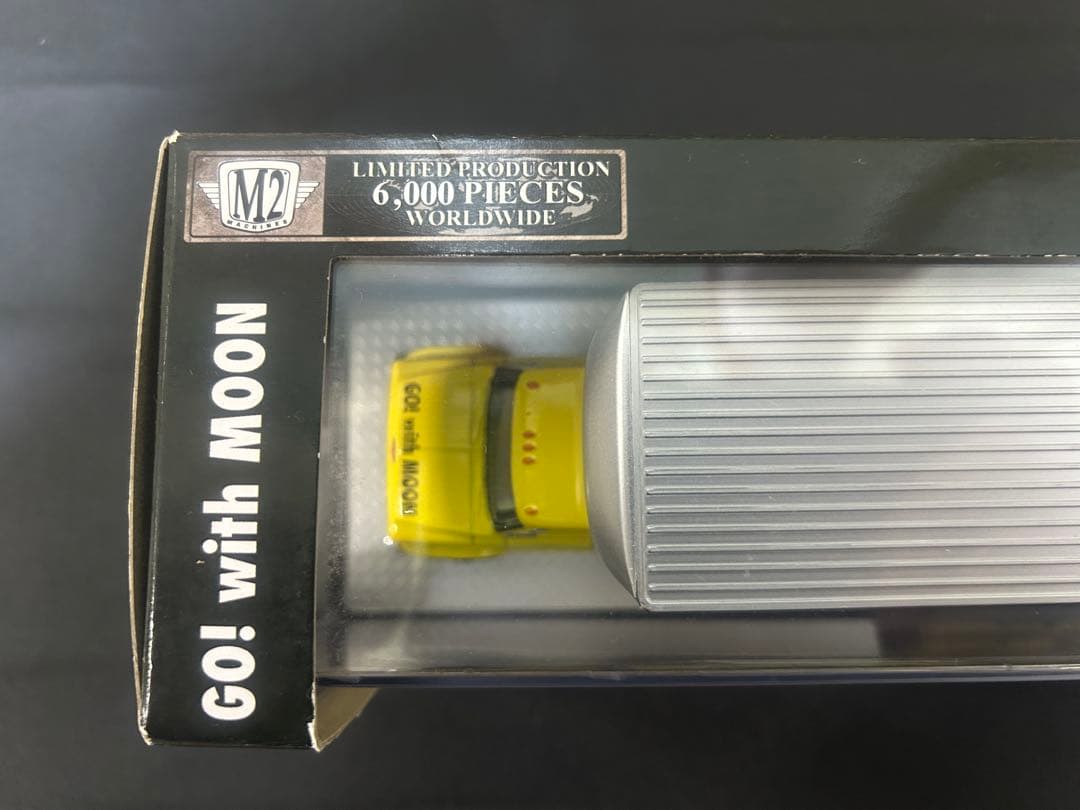 M2
MACHINES
LIMITED PRODUCTION
6,000 PIECES
WORLDWIDE
GO! with MOON
GO! with MOON